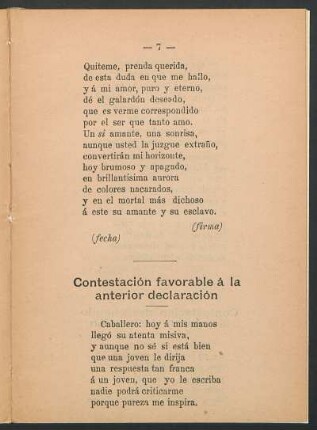 — 7 —
Quíteme, prenda querida,
de esta duda en que me hallo,
y á mi amor, puro y eterno,
dé el galardón deseado,
que es verme correspondido
por el ser que tanto amo.
Un sí amante, una sonrisa,
aunque usted la juzgue extraño,
convertirán mi horizonte,
hoy brumoso y apagado,
en brillantísima aurora
de colores nacarados,
y en el mortal más dichoso
á este su amante y su esclavo.
(firma)
(fecha)
Contestación favorable á la
anterior declaración
Caballero: hoy á mis manos
llegó su atenta misiva,
y aunque no sé si está bien
que una joven le dirija
una respuesta tan franca
á un joven, que yo le escriba
nadie podrá criticarme
porque pureza me inspira.